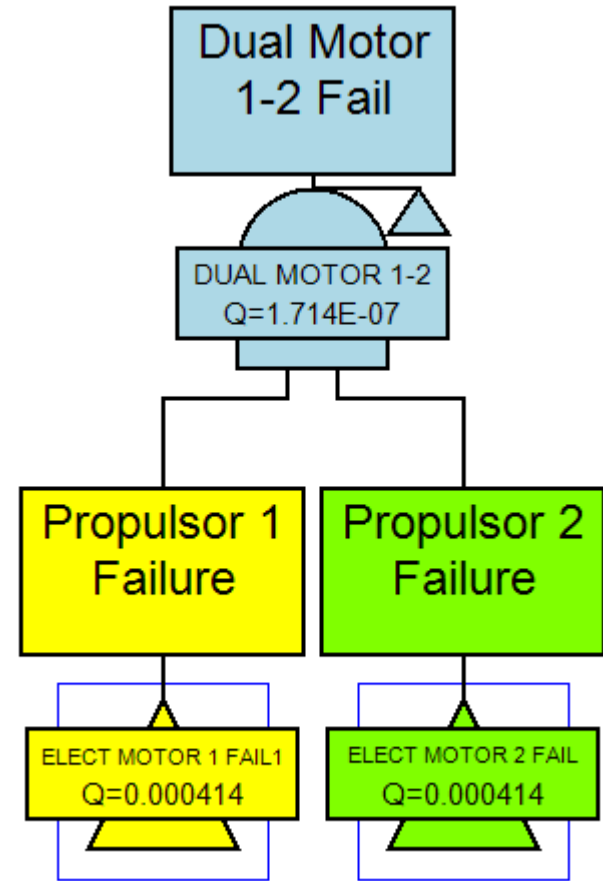 Dual Motor
1-2 Fail
DUAL MOTOR 1-2
Q=1.714E-07
Propulsor 1
Failure
Propulsor 2
Failure
ELECT MOTOR 1 FAIL1
Q=0.000414
ELECT MOTOR 2 FAIL
Q=0.000414